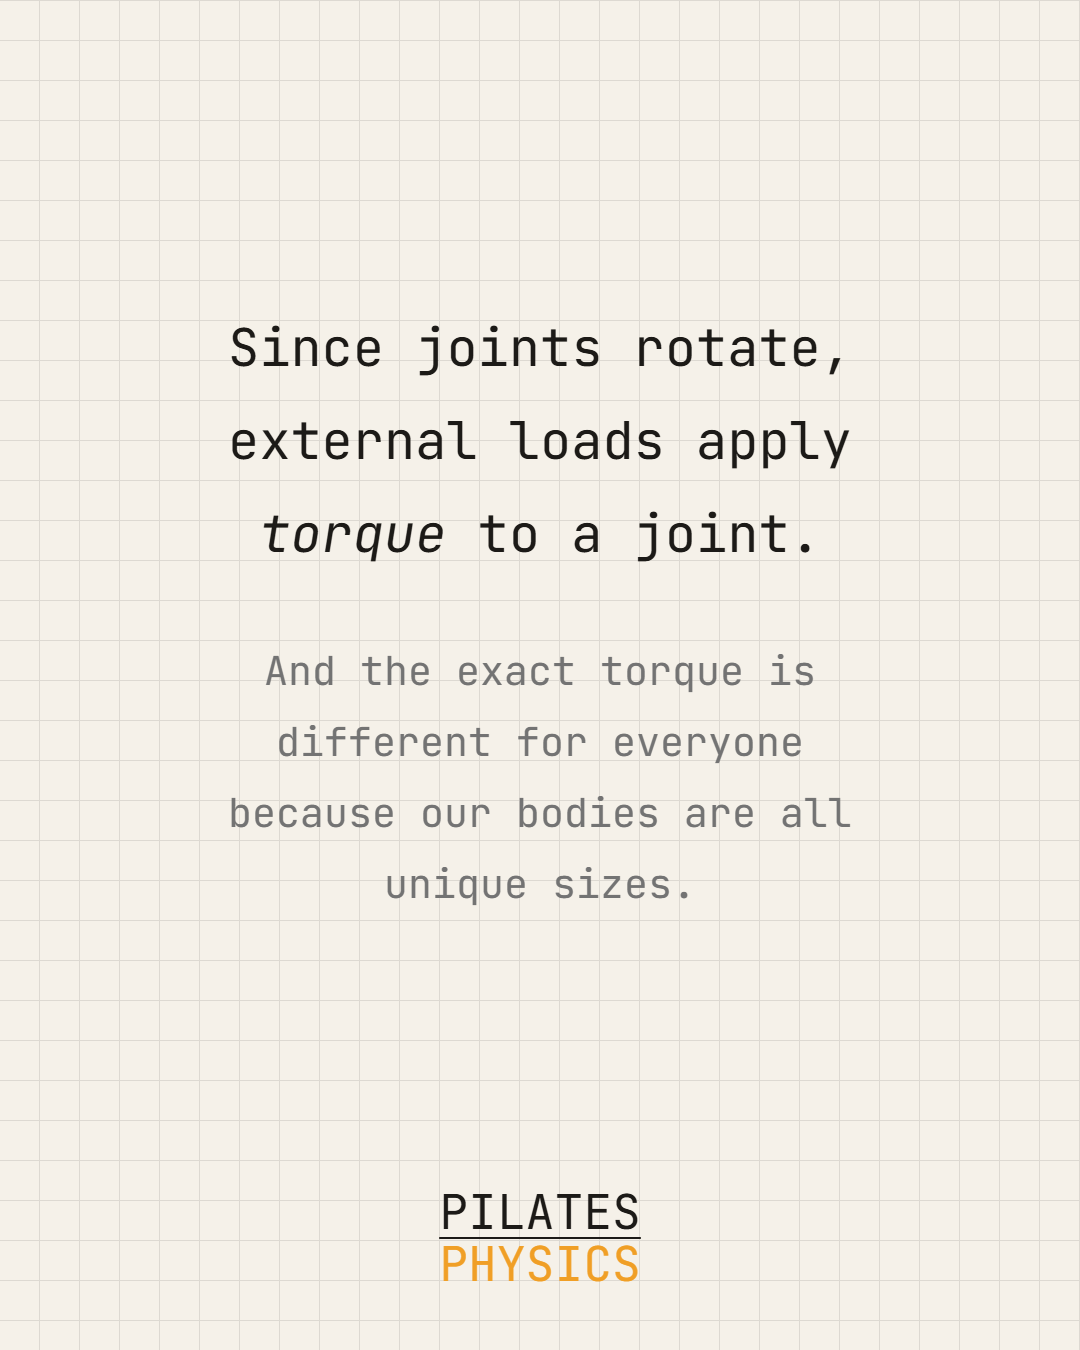 Since joints rotate,
external loads apply
torque to a joint.
And the exact torque is
different for everyone
because our bodies are all
unique sizes.
PILATES
PHYSICS